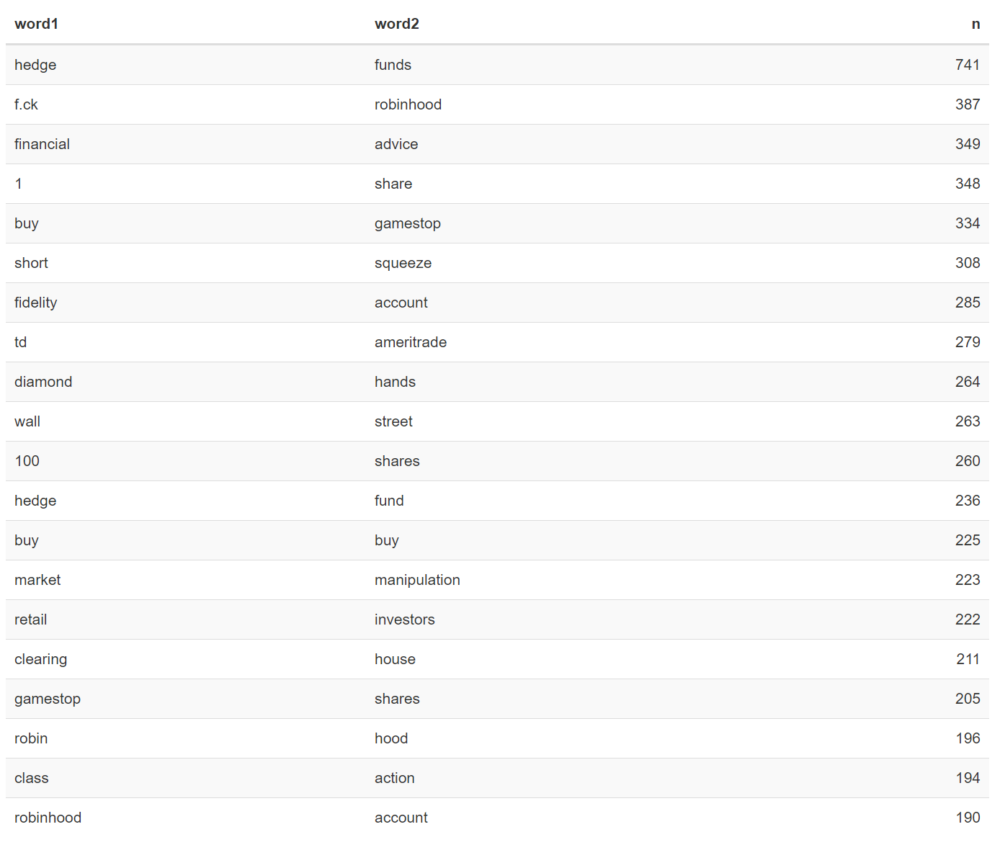 word1 word2 n
hedge funds 741
f.ck robinhood 387
financial advice 349
1 share 348
buy gamestop 334
short squeeze 308
fidelity account 285
td ameritrade 279
diamond hands 264
wall street 263
100 shares 260
hedge fund 236
buy buy 225
market manipulation 223
retail investors 222
clearing house 211
gamestop shares 205
robin hood 196
class action 194
robinhood account 190